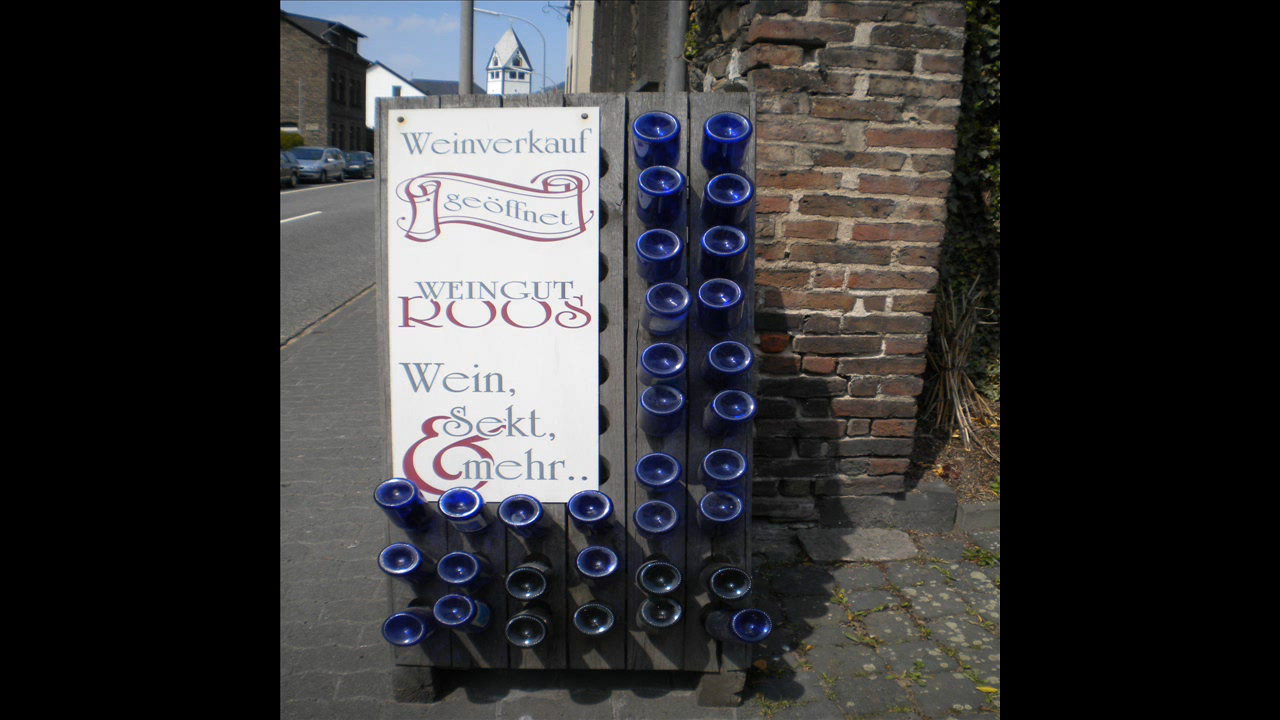 Weinverkauf
geöffnet
WEINGUT
ROOS
Wein,
Sekt,
& mehr..